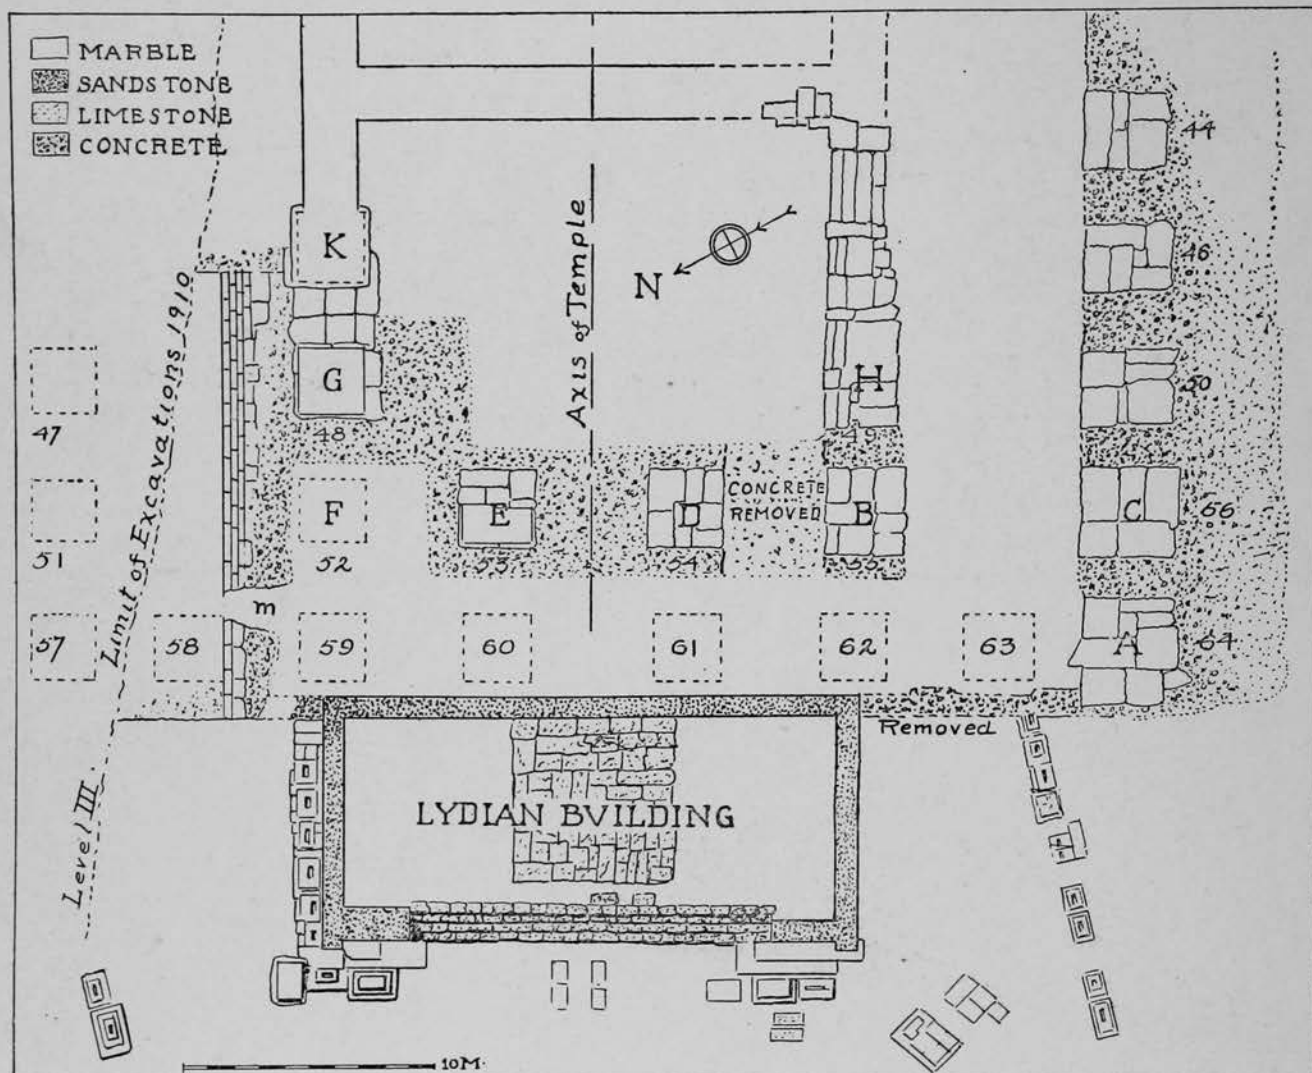 MARBLE
SANDSTONE
LIMESTONE
CONCRETE
44
K
N
Axis of Temple
46
Limit of Excavations 1910
G
H
50
47
48
49
CONCRETE
REMOVED
F
E
D
B
C
66
51
52
53
54
55
m
57
58
59
60
61
62
63
A
64
Removed
LYDIAN BVILDING
Level III
10M.